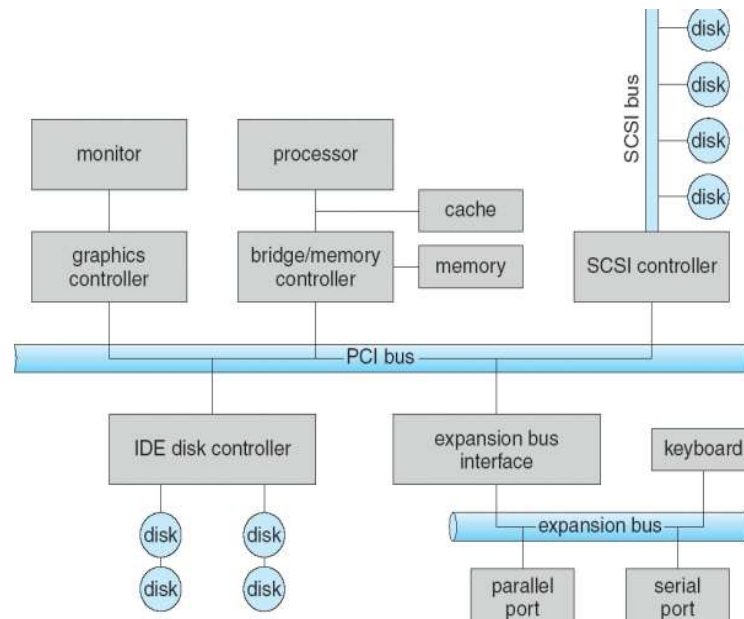 disk
disk
disk
disk
SCSI bus
monitor
processor
cache
graphics
controller
bridge/memory
controller
memory
SCSI controller
PCI bus
IDE disk controller
expansion bus
interface
keyboard
disk
disk
disk
disk
expansion bus
parallel
port
serial
port